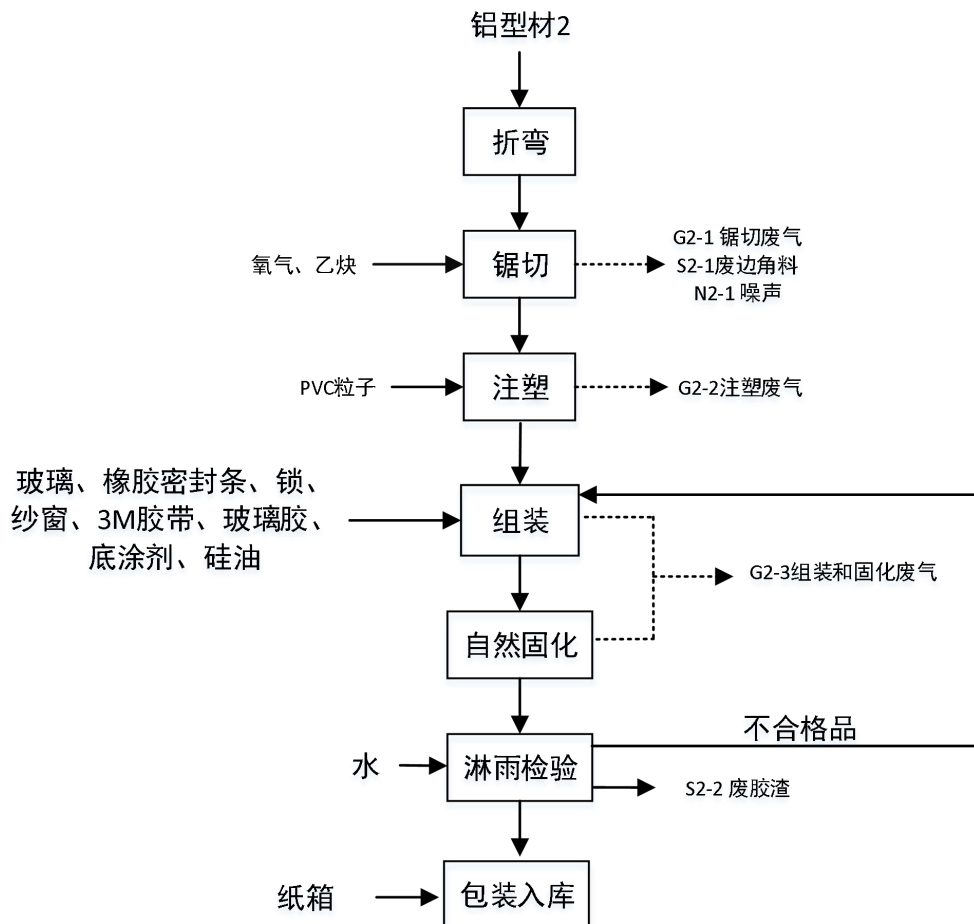 铝型材2
折弯
氧气、乙炔
锯切
G2-1 锯切废气
S2-1废边角料
N2-1 噪声
PVC粒子
注塑
G2-2注塑废气
玻璃、橡胶密封条、锁、
纱窗、3M胶带、玻璃胶、
底涂剂、硅油
组装
G2-3组装和固化废气
自然固化
不合格品
水
淋雨检验
S2-2 废胶渣
纸箱
包装入库